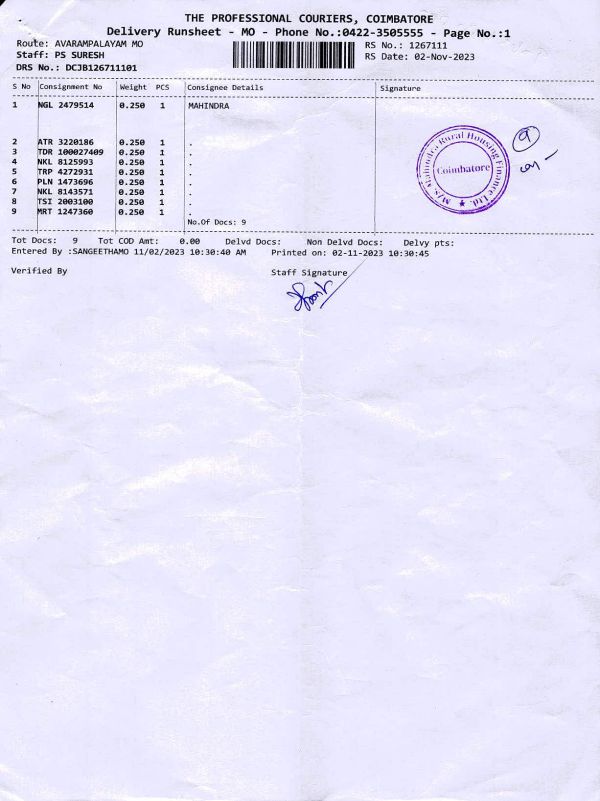 THE PROFESSIONAL COURIERS, COIMBATORE
Delivery Runsheet - MO - Phone No.:0422-3505555 - Page No.:1
Route: AVARAMPALAYAM MO
RS No.: 1267111
Staff: PS SURESH
RS Date: 02-Nov-2023
DRS No.: DCJB126711101
S No Consignment No Weight PCS Consignee Details Signature
1 NGL 2479514 0.250 1 MAHINDRA
2 ATR 3220186 0.250 1 .
3 TDR 100027409 0.250 1 .
4 NKL 8125993 0.250 1 .
5 TRP 4272931 0.250 1 .
6 PLN 1473696 0.250 1 .
7 NKL 8143571 0.250 1 .
8 TSI 2003100 0.250 1 .
9 MRT 1247360 0.250 1 .
No.Of Docs: 9
M/s. Mahindra Rural Housing Finance Ltd. ★
Coimbatore
9
Tot Docs: 9 Tot COD Amt: 0.00 Delvd Docs: Non Delvd Docs: Delvy pts:
Entered By :SANGEETHAMO 11/02/2023 10:30:40 AM Printed on: 02-11-2023 10:30:45
Verified By Staff Signature